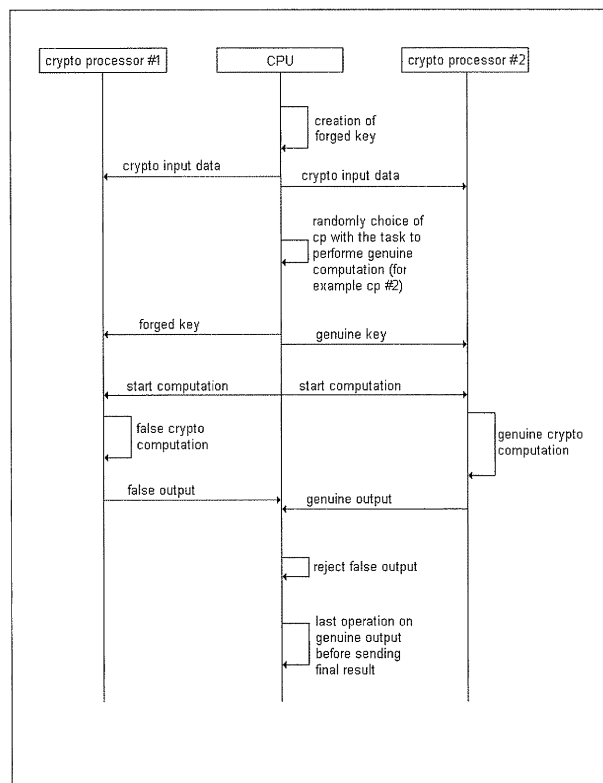 crypto processor #1
CPU
crypto processor #2
creation of
forged key
crypto input data
crypto input data
randomly choice of
cp with the task to
performe genuine
computation (for
example cp #2)
forged key
genuine key
start computation
start computation
false crypto
computation
genuine crypto
computation
false output
genuine output
reject false output
last operation on
genuine output
before sending
final result